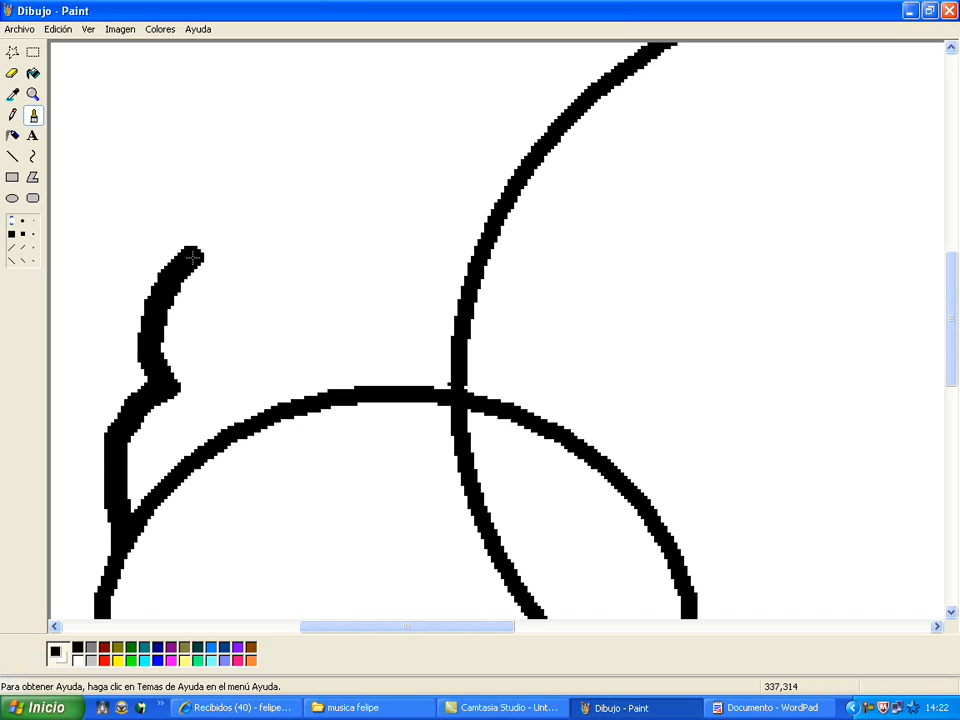 Dibujo - Paint
Archivo Edición Ver Imagen Colores Ayuda
A
Para obtener Ayuda, haga clic en Temas de Ayuda en el menú Ayuda.
337,314
Inicio
Recibidos (40) - felipe...
musica felipe
Camtasia Studio - Unt...
Dibujo - Paint
Documento - WordPad
14:22